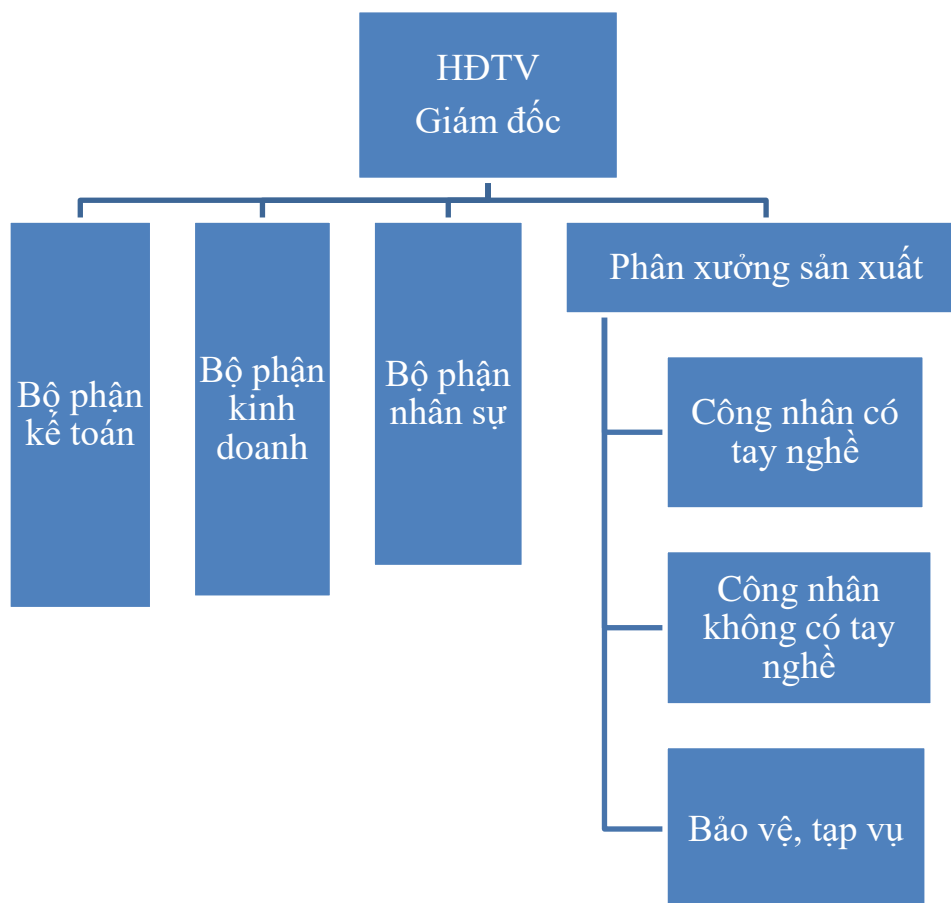 HĐTV
Giám đốc
Bộ phận
kế toán
Bộ phận
kinh
doanh
Bộ phận
nhân sự
Phân xưởng sản xuất
Công nhân có
tay nghề
Công nhân
không có tay
nghề
Bảo vệ, tạp vụ